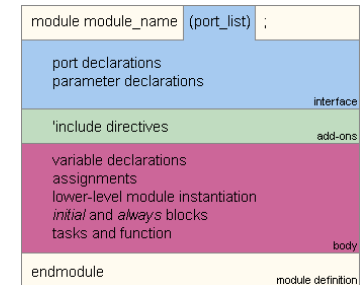 module module_name (port_list) ;
port declarations
parameter declarations
interface
'include directives
add-ons
variable declarations
assignments
lower-level module instantiation
initial and always blocks
tasks and function
body
endmodule
module definition